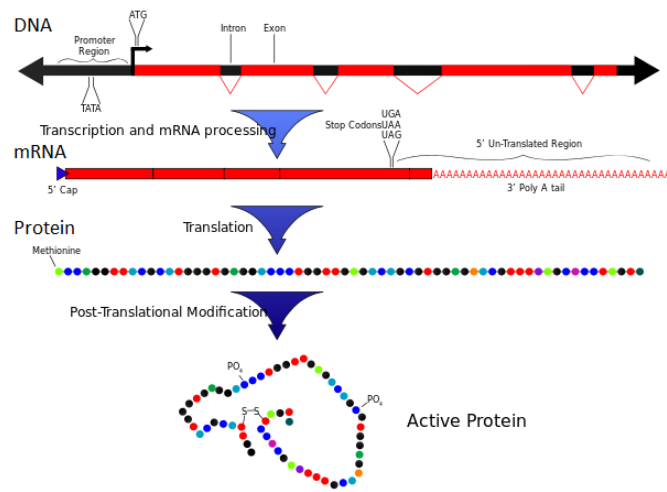 DNA
ATG
Promoter
Region
Intron
Exon
TATA
Transcription and mRNA processing
Stop Codons
UGA
UAA
UAG
5' Un-Translated Region
mRNA
5' Cap
AAAAAAAAAAAAAAAAAAAAAAAAAAAAAA
3' Poly A tail
Protein
Translation
Methionine
Post-Translational Modification
PO4
S—S
PO4
Active Protein